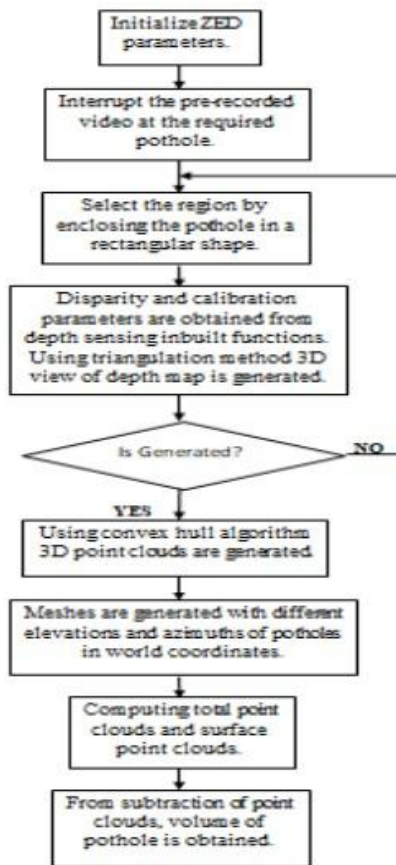 Initialize ZED
parameters.
Interrupt the pre-recorded
video at the required
pothole.
Select the region by
enclosing the pothole in a
rectangular shape.
Disparity and calibration
parameters are obtained from
depth sensing inbuilt functions.
Using triangulation method 3D
view of depth map is generated.
Is Generated?
NO
YES
Using convex hull algorithm
3D point clouds are generated.
Meshes are generated with different
elevations and azimuths of potholes
in world coordinates.
Computing total point
clouds and surface
point clouds.
From subtraction of point
clouds, volume of
pothole is obtained.